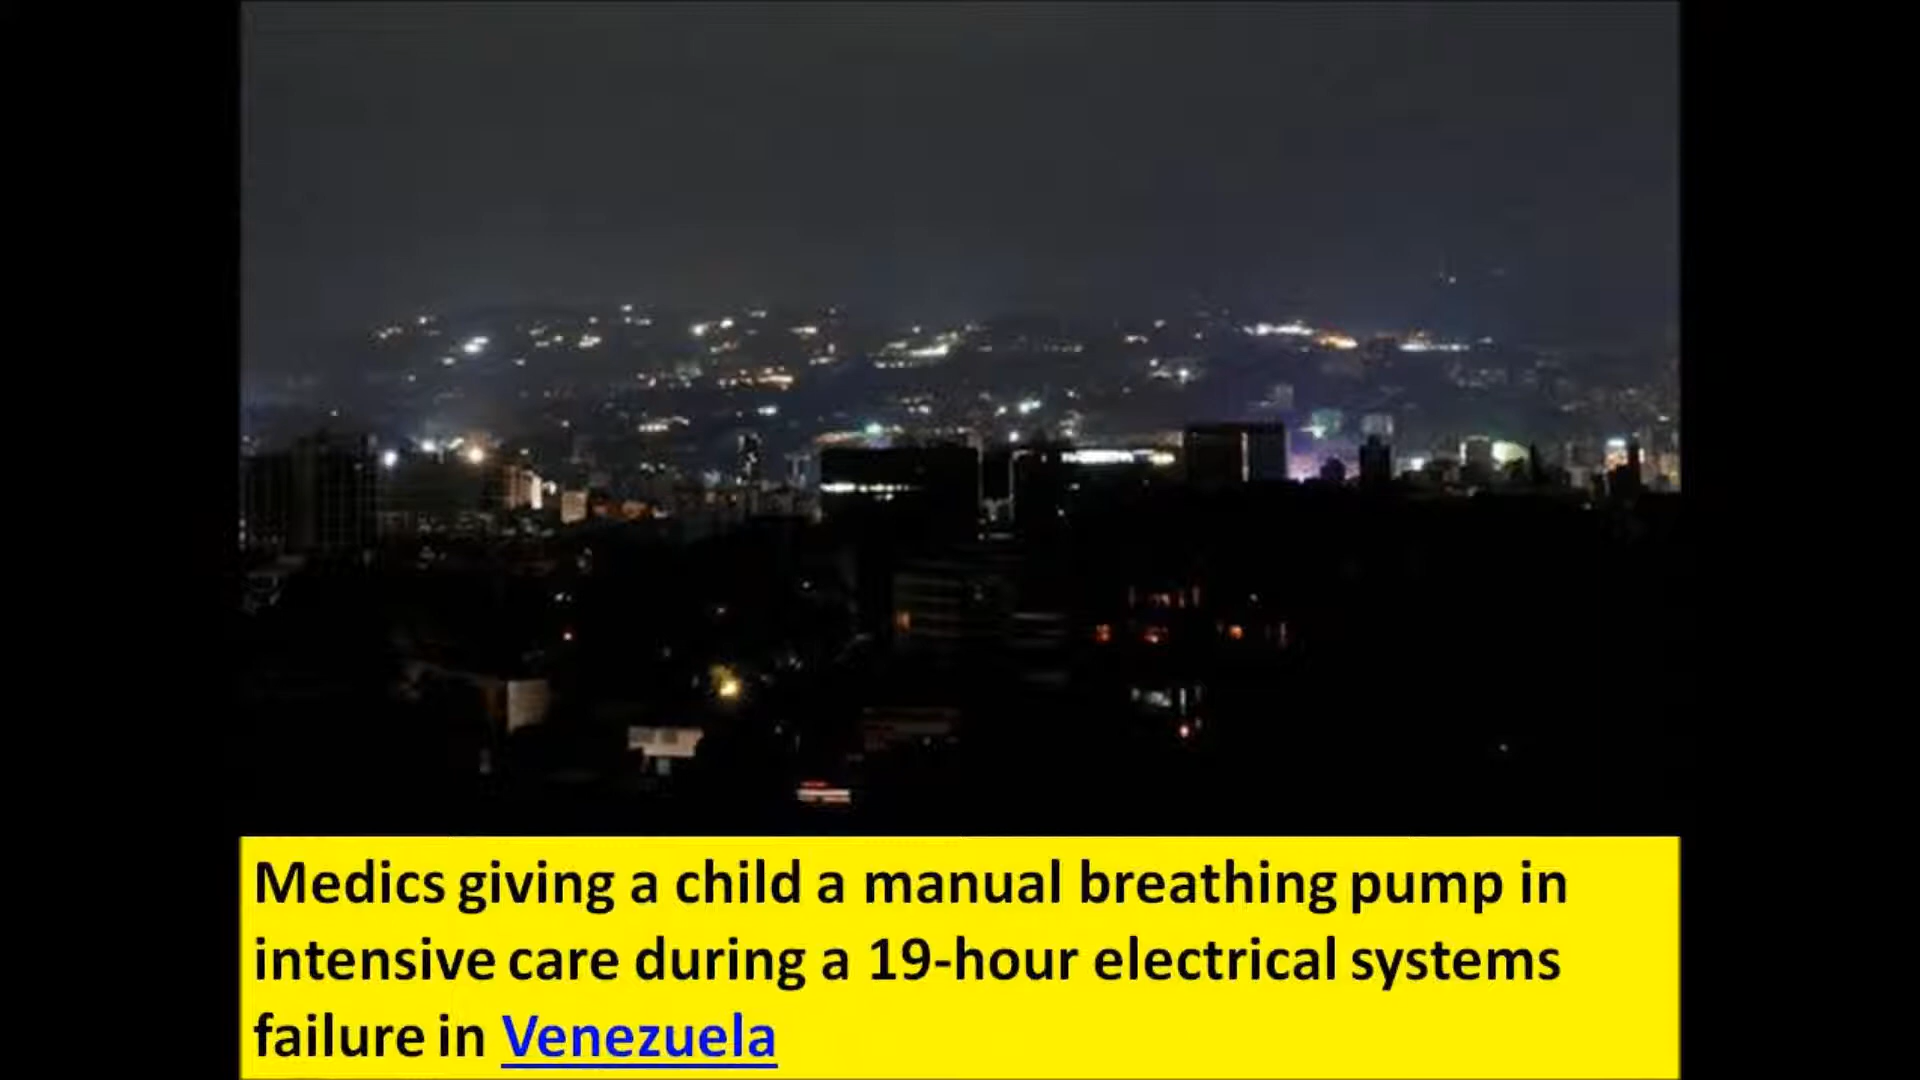 Medics giving a child a manual breathing pump in
intensive care during a 19-hour electrical systems
failure in Venezuela